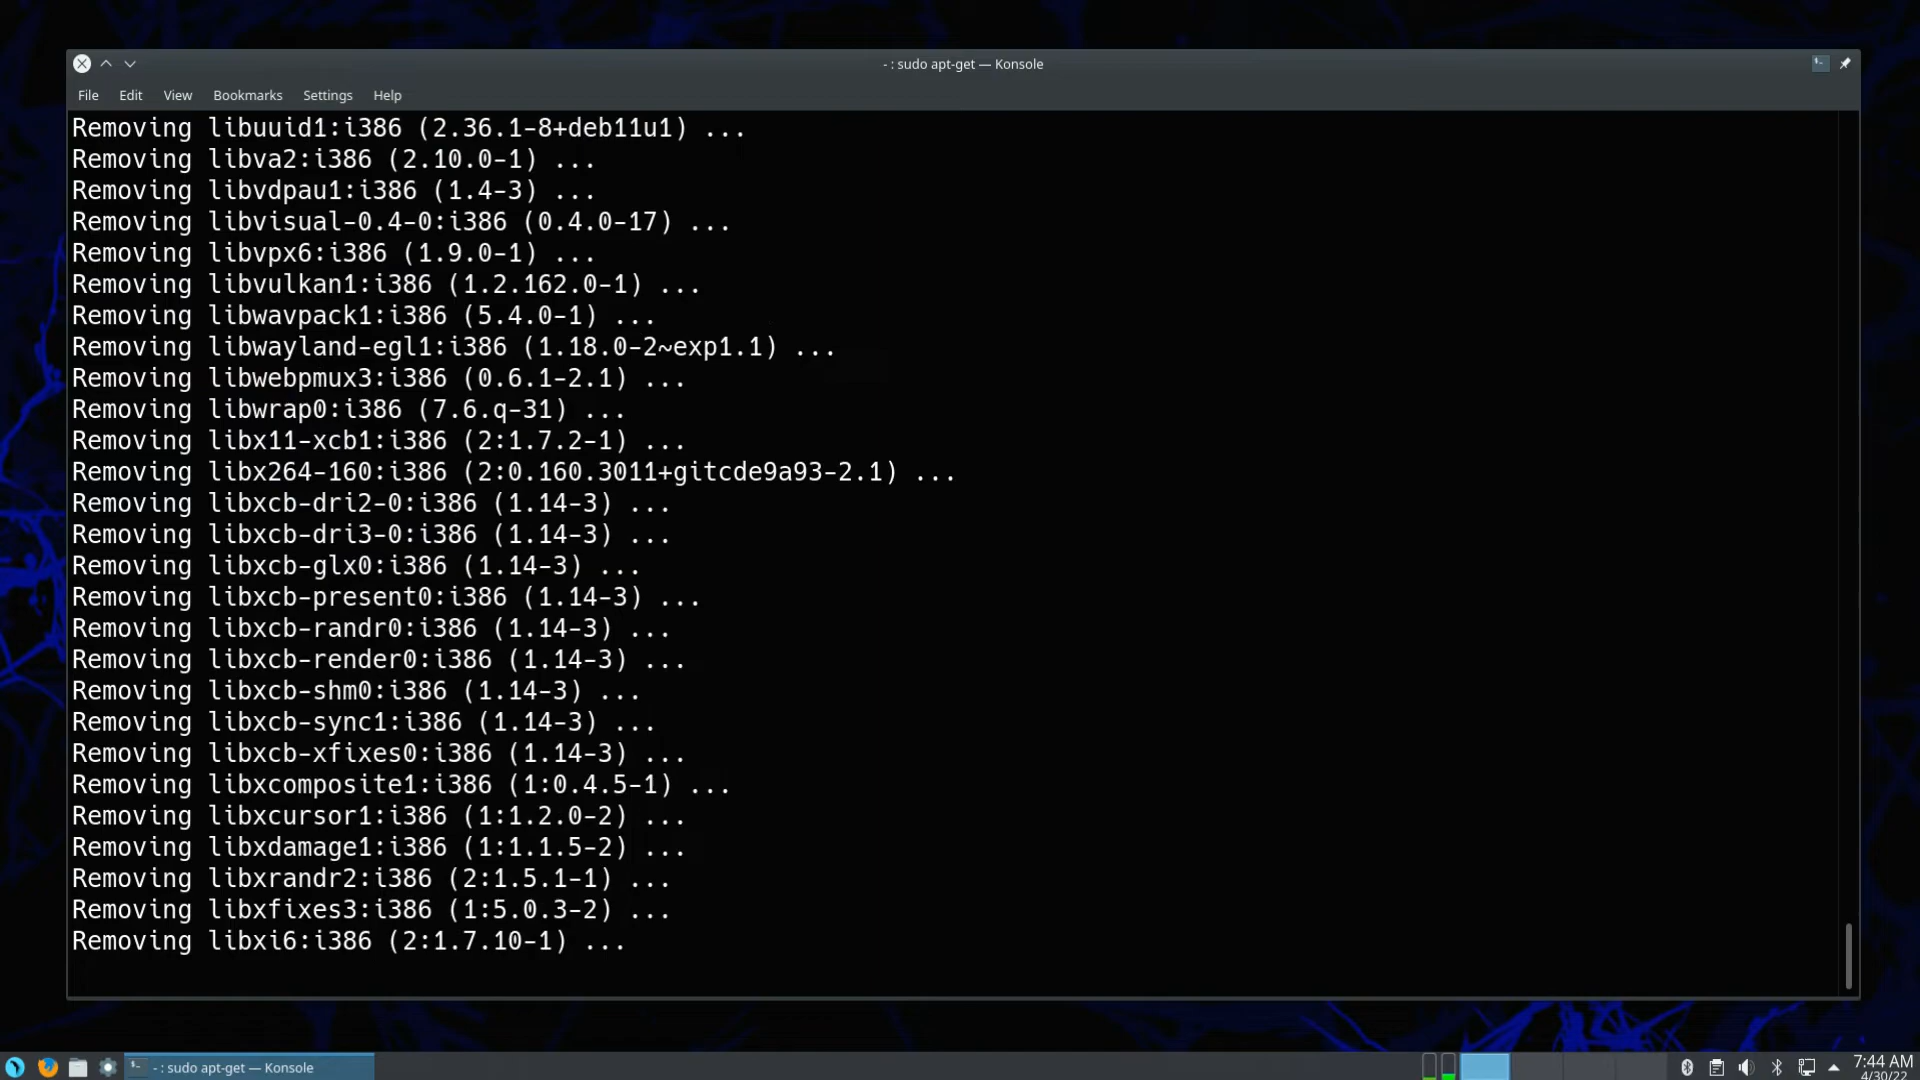 - : sudo apt-get — Konsole
File Edit View Bookmarks Settings Help
Removing libuuid1:i386 (2.36.1-8+deb11u1) ...
Removing libva2:i386 (2.10.0-1) ...
Removing libvdpau1:i386 (1.4-3) ...
Removing libvisual-0.4-0:i386 (0.4.0-17) ...
Removing libvpx6:i386 (1.9.0-1) ...
Removing libvulkan1:i386 (1.2.162.0-1) ...
Removing libwavpack1:i386 (5.4.0-1) ...
Removing libwayland-egl1:i386 (1.18.0-2~exp1.1) ...
Removing libwebpmux3:i386 (0.6.1-2.1) ...
Removing libwrap0:i386 (7.6.q-31) ...
Removing libx11-xcb1:i386 (2:1.7.2-1) ...
Removing libx264-160:i386 (2:0.160.3011+gitcde9a93-2.1) ...
Removing libxcb-dri2-0:i386 (1.14-3) ...
Removing libxcb-dri3-0:i386 (1.14-3) ...
Removing libxcb-glx0:i386 (1.14-3) ...
Removing libxcb-present0:i386 (1.14-3) ...
Removing libxcb-randr0:i386 (1.14-3) ...
Removing libxcb-render0:i386 (1.14-3) ...
Removing libxcb-shm0:i386 (1.14-3) ...
Removing libxcb-sync1:i386 (1.14-3) ...
Removing libxcb-xfixes0:i386 (1.14-3) ...
Removing libxcomposite1:i386 (1:0.4.5-1) ...
Removing libxcursor1:i386 (1:1.2.0-2) ...
Removing libxdamage1:i386 (1:1.1.5-2) ...
Removing libxrandr2:i386 (2:1.5.1-1) ...
Removing libxfixes3:i386 (1:5.0.3-2) ...
Removing libxi6:i386 (2:1.7.10-1) ...
- : sudo apt-get — Konsole
7:44 AM
4/30/22